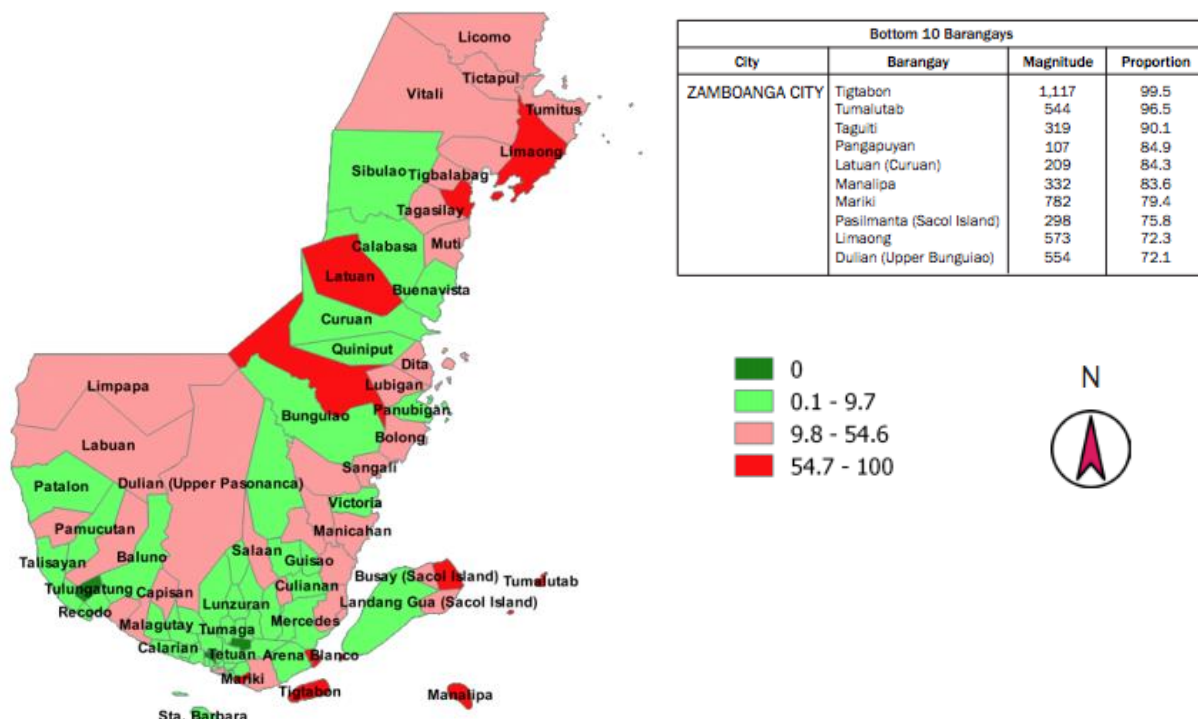 Bottom 10 Barangays
City Barangay Magnitude Proportion
ZAMBOANGA CITY Tigtabon 1,117 99.5
Tumalutab 544 96.5
Taguiti 319 90.1
Pangapuyan 107 84.9
Latuan (Curuan) 209 84.3
Manalipa 332 83.6
Mariki 782 79.4
Pasilmanta (Sacol Island) 298 75.8
Limaong 573 72.3
Dulian (Upper Bunguiao) 554 72.1
Licomo
Tictapul
Vitali
Tumitus
Limaong
Sibulao
Tigbalabag
Tagasilay
Muti
Calabasa
Latuan
Buenavista
Curuan
Quiniput
Dita
Limpapa
Lubigan
Panubigan
Bungulao
Bolong
Labuan
Sangali
Dulian (Upper Pasonanca)
Patalon
Victoria
Pamucutan
Manicahan
Talisayan
Baluno
Salaan
Guisao
Busay (Sacol Island)
Tumalutab
Tulungatung
Capisan
Culianan
Recodo
Lunzuran
Landang Gua (Sacol Island)
Malagutay
Tumaga
Mercedes
Calarian
Tetuan
Arena Blanco
Mariki
Tigtabon
Manalipa
Sta. Barbara
0
0.1 - 9.7
9.8 - 54.6
54.7 - 100
N